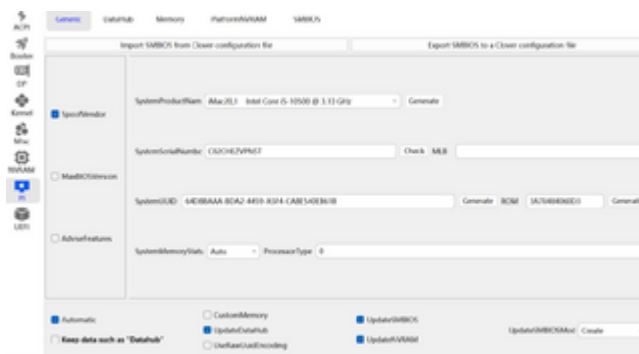 ACPI
Booter
DP
Kernel
Misc
NVRAM
PI
UEFI
Generic DataHub Memory PlatformNVRAM SMBIOS
Import SMBIOS from Clover configuration file Export SMBIOS to a Clover configuration file
SpoofVendor
SystemProductName iMac20,1 Intel Core i5-10500 @ 3.13 GHz Generate
SystemSerialNumber Check MLB
MaxBIOSVersion
SystemUUID Generate ROM Generate
AdviseFeatures
SystemMemoryStatus Auto ProcessorType 0
Automatic CustomMemory UpdateSMBIOS
UpdateDataHub UpdateSMBIOSMode Create
Keep data such as "Datahub" UseRawUuidEncoding UpdateNVRAM